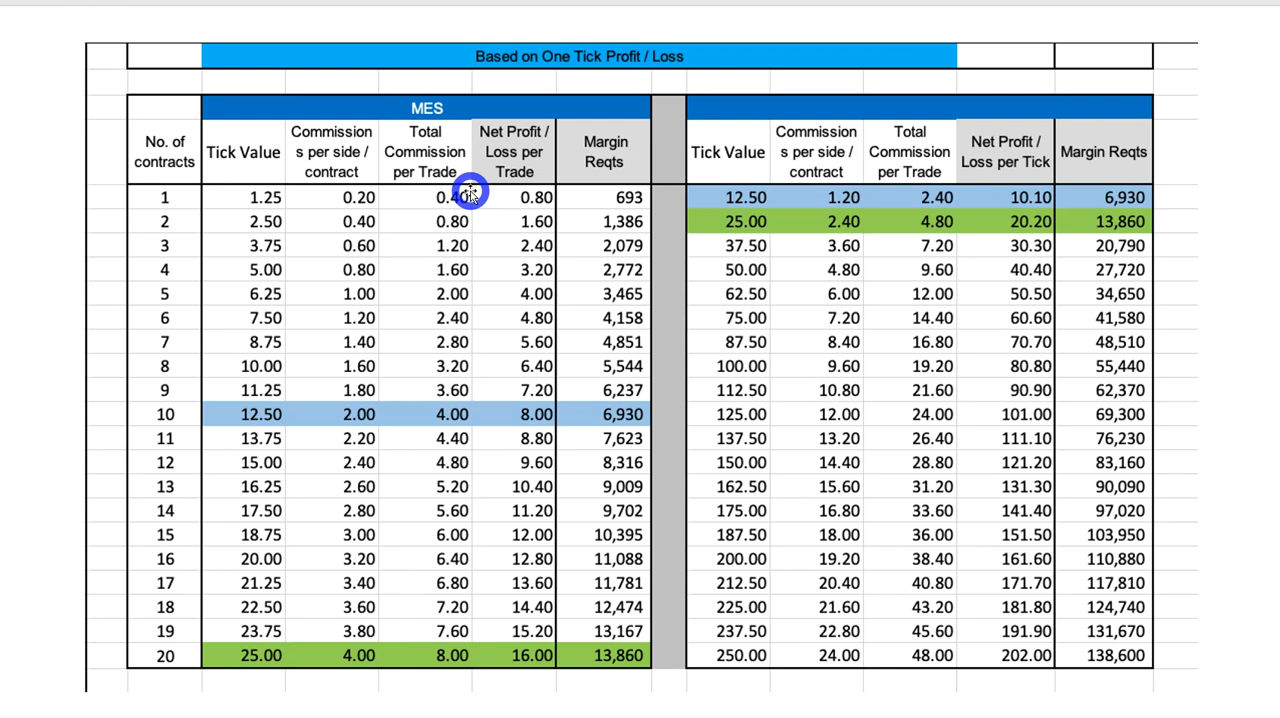 Based on One Tick Profit / Loss
MES
No. of contracts Tick Value Commission s per side / contract Total Commission per Trade Net Profit / Loss per Trade Margin Reqts Tick Value Commission s per side / contract Total Commission per Trade Net Profit / Loss per Tick Margin Reqts
1 1.25 0.20 0.40 0.80 693 12.50 1.20 2.40 10.10 6,930
2 2.50 0.40 0.80 1.60 1,386 25.00 2.40 4.80 20.20 13,860
3 3.75 0.60 1.20 2.40 2,079 37.50 3.60 7.20 30.30 20,790
4 5.00 0.80 1.60 3.20 2,772 50.00 4.80 9.60 40.40 27,720
5 6.25 1.00 2.00 4.00 3,465 62.50 6.00 12.00 50.50 34,650
6 7.50 1.20 2.40 4.80 4,158 75.00 7.20 14.40 60.60 41,580
7 8.75 1.40 2.80 5.60 4,851 87.50 8.40 16.80 70.70 48,510
8 10.00 1.60 3.20 6.40 5,544 100.00 9.60 19.20 80.80 55,440
9 11.25 1.80 3.60 7.20 6,237 112.50 10.80 21.60 90.90 62,370
10 12.50 2.00 4.00 8.00 6,930 125.00 12.00 24.00 101.00 69,300
11 13.75 2.20 4.40 8.80 7,623 137.50 13.20 26.40 111.10 76,230
12 15.00 2.40 4.80 9.60 8,316 150.00 14.40 28.80 121.20 83,160
13 16.25 2.60 5.20 10.40 9,009 162.50 15.60 31.20 131.30 90,090
14 17.50 2.80 5.60 11.20 9,702 175.00 16.80 33.60 141.40 97,020
15 18.75 3.00 6.00 12.00 10,395 187.50 18.00 36.00 151.50 103,950
16 20.00 3.20 6.40 12.80 11,088 200.00 19.20 38.40 161.60 110,880
17 21.25 3.40 6.80 13.60 11,781 212.50 20.40 40.80 171.70 117,810
18 22.50 3.60 7.20 14.40 12,474 225.00 21.60 43.20 181.80 124,740
19 23.75 3.80 7.60 15.20 13,167 237.50 22.80 45.60 191.90 131,670
20 25.00 4.00 8.00 16.00 13,860 250.00 24.00 48.00 202.00 138,600